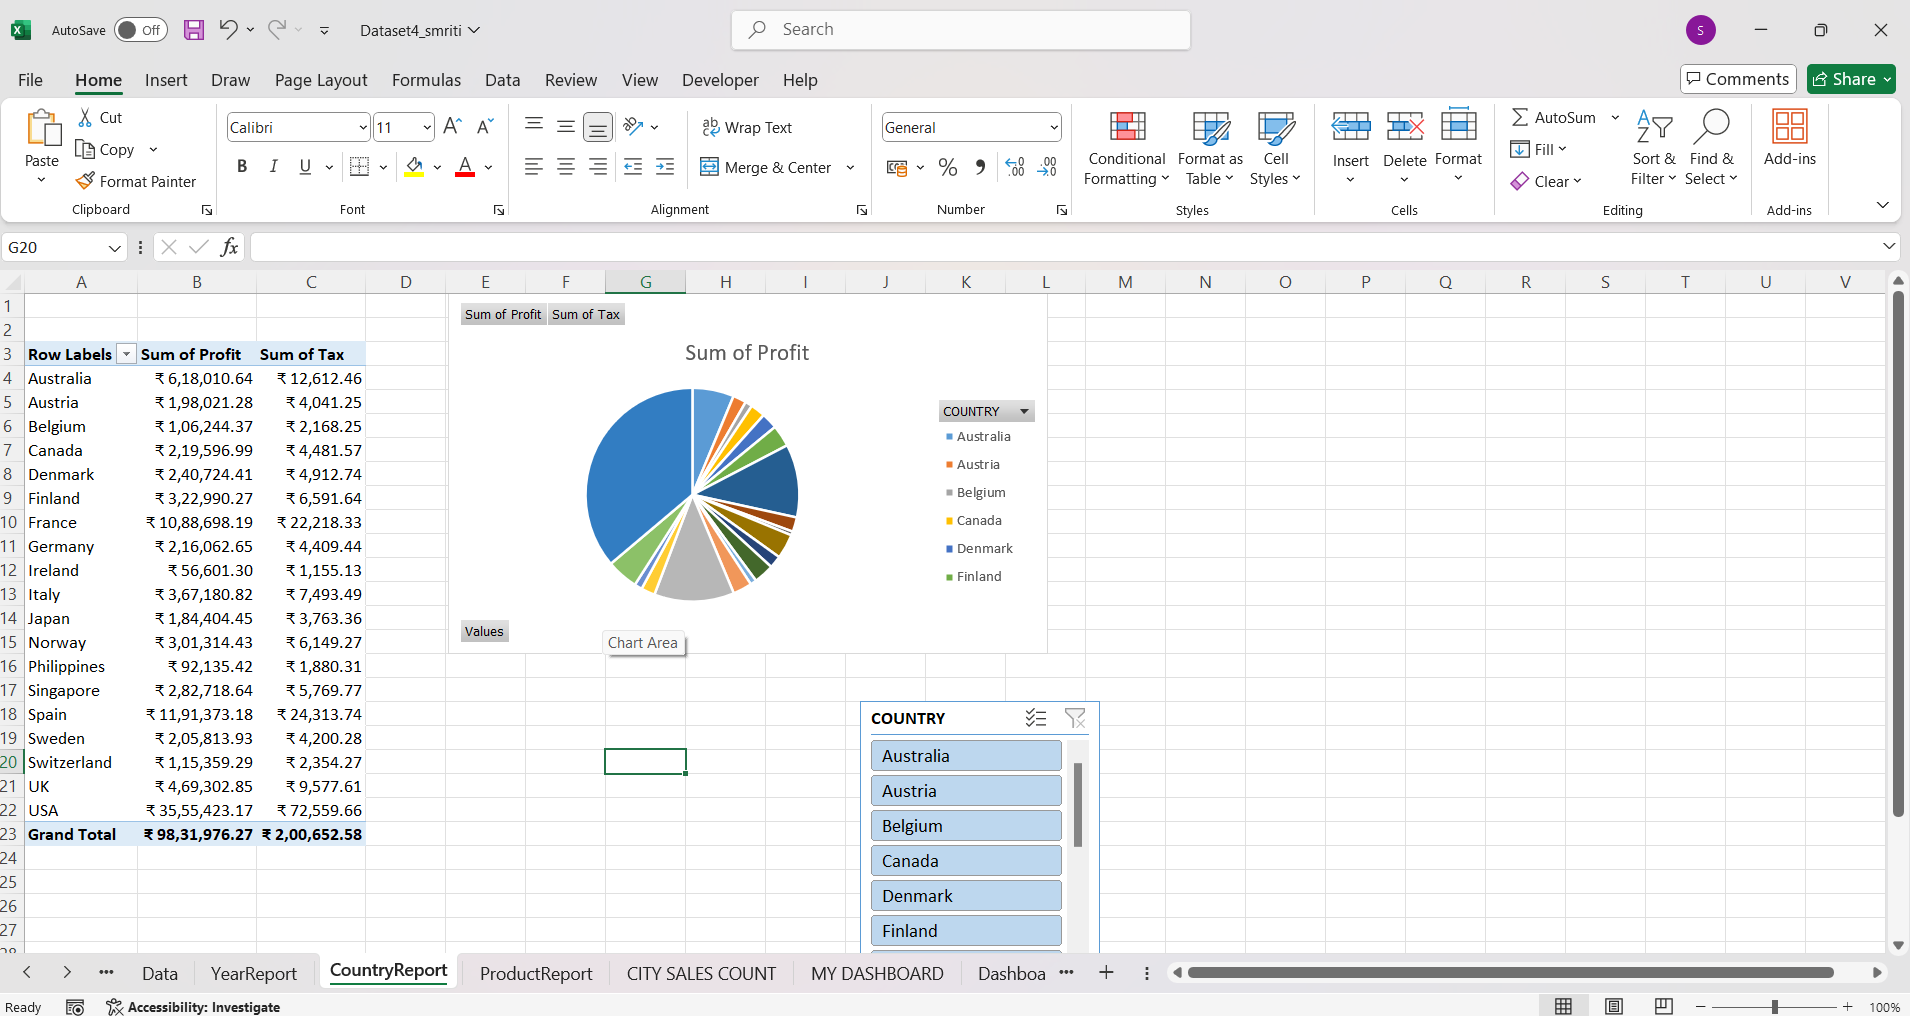 AutoSave Off Dataset4_smriti Search S
File Home Insert Draw Page Layout Formulas Data Review View Developer Help Comments Share
Cut
Copy
Format Painter
Paste
Clipboard
Calibri 11
B I U A
Font
Wrap Text
Merge & Center
Alignment
General
Number
Conditional Formatting
Format as Table
Cell Styles
Styles
Insert Delete Format
Cells
AutoSum
Fill
Clear
Sort & Filter
Find & Select
Editing
Add-ins
Add-ins
G20 fx
A B C D E F G H I J K L M N O P Q R S T U V
1
2
3 Row Labels Sum of Profit Sum of Tax
4 Australia ₹ 6,18,010.64 ₹ 12,612.46
5 Austria ₹ 1,98,021.28 ₹ 4,041.25
6 Belgium ₹ 1,06,244.37 ₹ 2,168.25
7 Canada ₹ 2,19,596.99 ₹ 4,481.57
8 Denmark ₹ 2,40,724.41 ₹ 4,912.74
9 Finland ₹ 3,22,990.27 ₹ 6,591.64
10 France ₹ 10,88,698.19 ₹ 22,218.33
11 Germany ₹ 2,16,062.65 ₹ 4,409.44
12 Ireland ₹ 56,601.30 ₹ 1,155.13
13 Italy ₹ 3,67,180.82 ₹ 7,493.49
14 Japan ₹ 1,84,404.45 ₹ 3,763.36
15 Norway ₹ 3,01,314.43 ₹ 6,149.27
16 Philippines ₹ 92,135.42 ₹ 1,880.31
17 Singapore ₹ 2,82,718.64 ₹ 5,769.77
18 Spain ₹ 11,91,373.18 ₹ 24,313.74
19 Sweden ₹ 2,05,813.93 ₹ 4,200.28
20 Switzerland ₹ 1,15,359.29 ₹ 2,354.27
21 UK ₹ 4,69,302.85 ₹ 9,577.61
22 USA ₹ 35,55,423.17 ₹ 72,559.66
23 Grand Total ₹ 98,31,976.27 ₹ 2,00,652.58
24
25
26
27
28
Sum of Profit Sum of Tax
Sum of Profit
COUNTRY
Australia
Austria
Belgium
Canada
Denmark
Finland
Values
Chart Area
COUNTRY
Australia
Austria
Belgium
Canada
Denmark
Finland
Data YearReport CountryReport ProductReport CITY SALES COUNT MY DASHBOARD Dashboa
Ready Accessibility: Investigate 100%